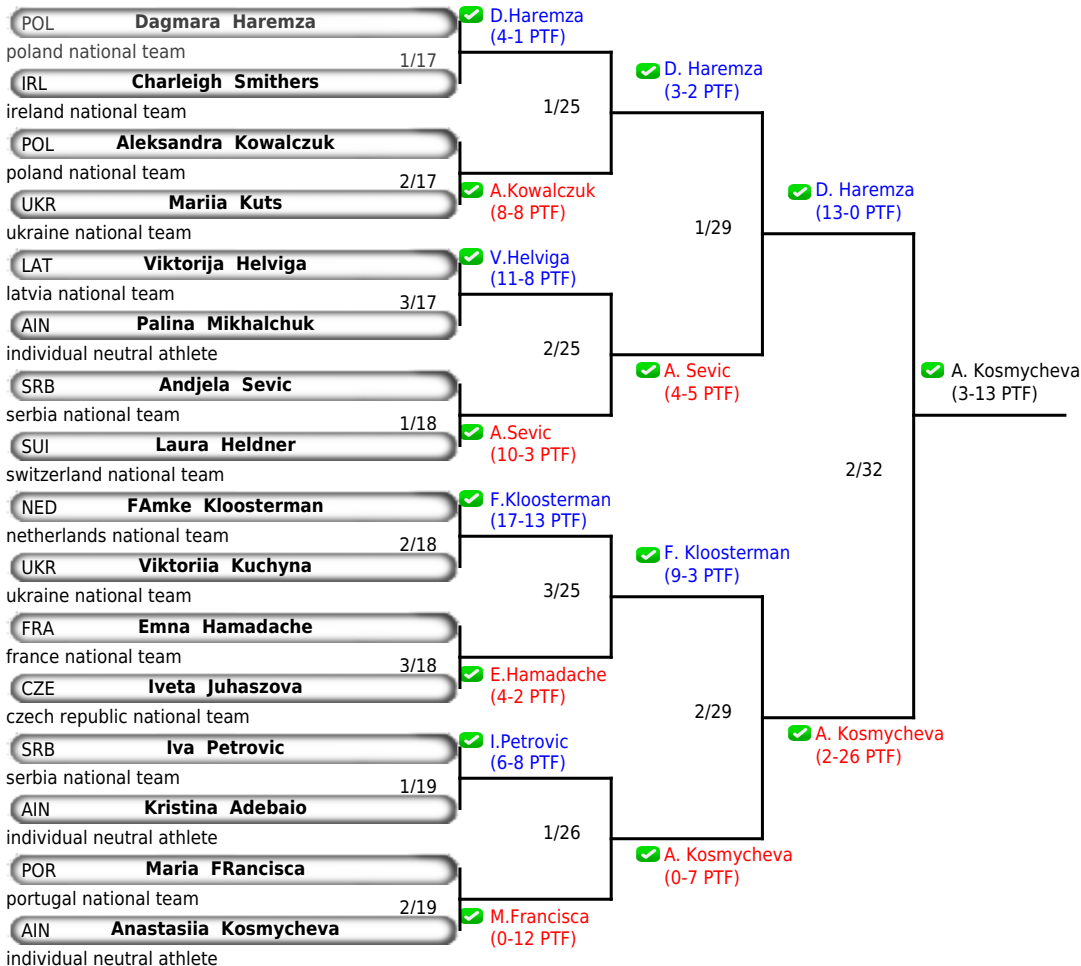 POL Dagmara Haremza
poland national team
1/17
IRL Charleigh Smithers
ireland national team
POL Aleksandra Kowalczuk
poland national team
2/17
UKR Mariia Kuts
ukraine national team
LAT Viktorija Helviga
latvia national team
3/17
AIN Palina Mikhalchuk
individual neutral athlete
SRB Andjela Sevic
serbia national team
1/18
SUI Laura Heldner
switzerland national team
NED FAmke Kloosterman
netherlands national team
2/18
UKR Viktoriia Kuchyna
ukraine national team
FRA Emna Hamadache
france national team
3/18
CZE Iveta Juhaszova
czech republic national team
SRB Iva Petrovic
serbia national team
1/19
AIN Kristina Adebaio
individual neutral athlete
POR Maria FRancisca
portugal national team
2/19
AIN Anastasiia Kosmycheva
individual neutral athlete
D.Haremza
(4-1 PTF)
1/25
A.Kowalczuk
(8-8 PTF)
V.Helviga
(11-8 PTF)
2/25
A.Sevic
(10-3 PTF)
F.Kloosterman
(17-13 PTF)
3/25
E.Hamadache
(4-2 PTF)
I.Petrovic
(6-8 PTF)
1/26
M.Francisca
(0-12 PTF)
D. Haremza
(3-2 PTF)
1/29
A. Sevic
(4-5 PTF)
F. Kloosterman
(9-3 PTF)
2/29
A. Kosmycheva
(0-7 PTF)
D. Haremza
(13-0 PTF)
2/32
A. Kosmycheva
(2-26 PTF)
A. Kosmycheva
(3-13 PTF)